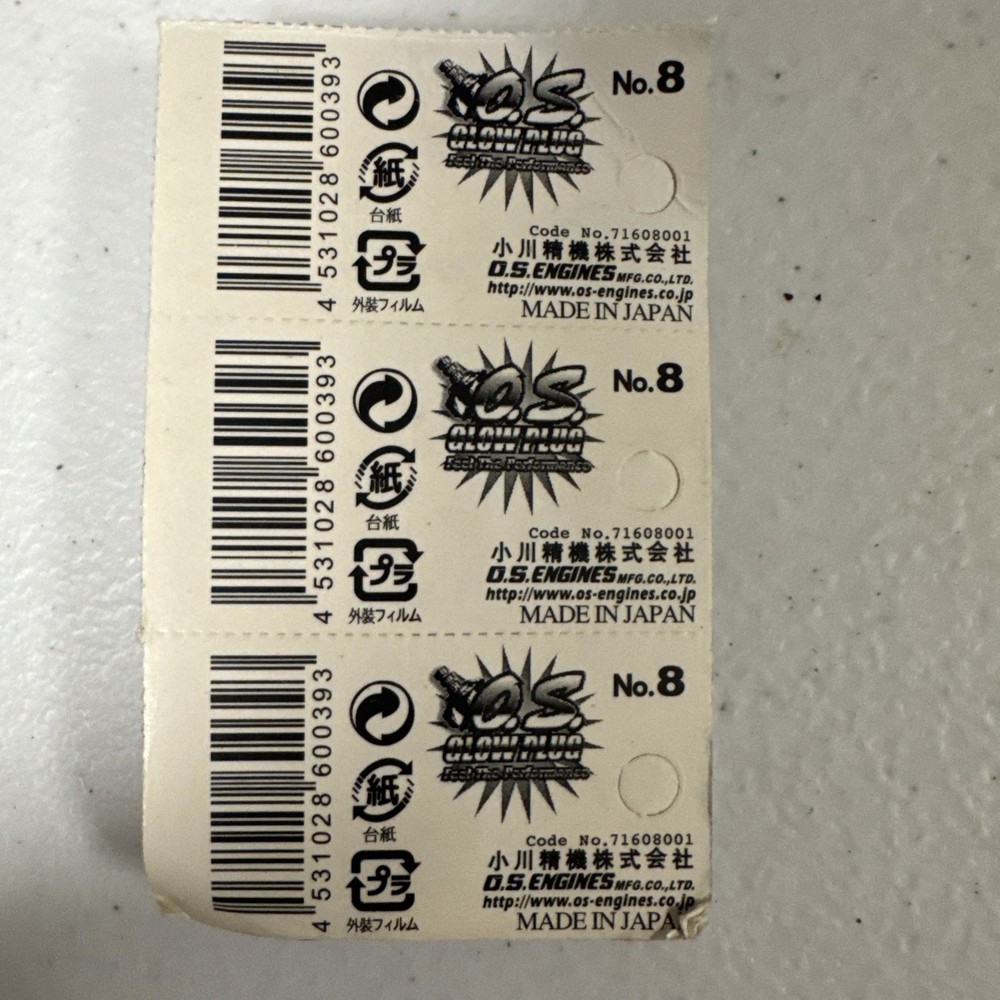 4 531028 600393
紙
台紙
プラ
外装フィルム
O.S.
GLOW PLUG
Feel The Performance
No.8
Code No.71608001
小川精機株式会社
O.S.ENGINES MFG.CO.,LTD.
http://www.os-engines.co.jp
MADE IN JAPAN
4 531028 600393
紙
台紙
プラ
外装フィルム
O.S.
GLOW PLUG
Feel The Performance
No.8
Code No.71608001
小川精機株式会社
O.S.ENGINES MFG.CO.,LTD.
http://www.os-engines.co.jp
MADE IN JAPAN
4 531028 600393
紙
台紙
プラ
外装フィルム
O.S.
GLOW PLUG
Feel The Performance
No.8
Code No.71608001
小川精機株式会社
O.S.ENGINES MFG.CO.,LTD.
http://www.os-engines.co.jp
MADE IN JAPA